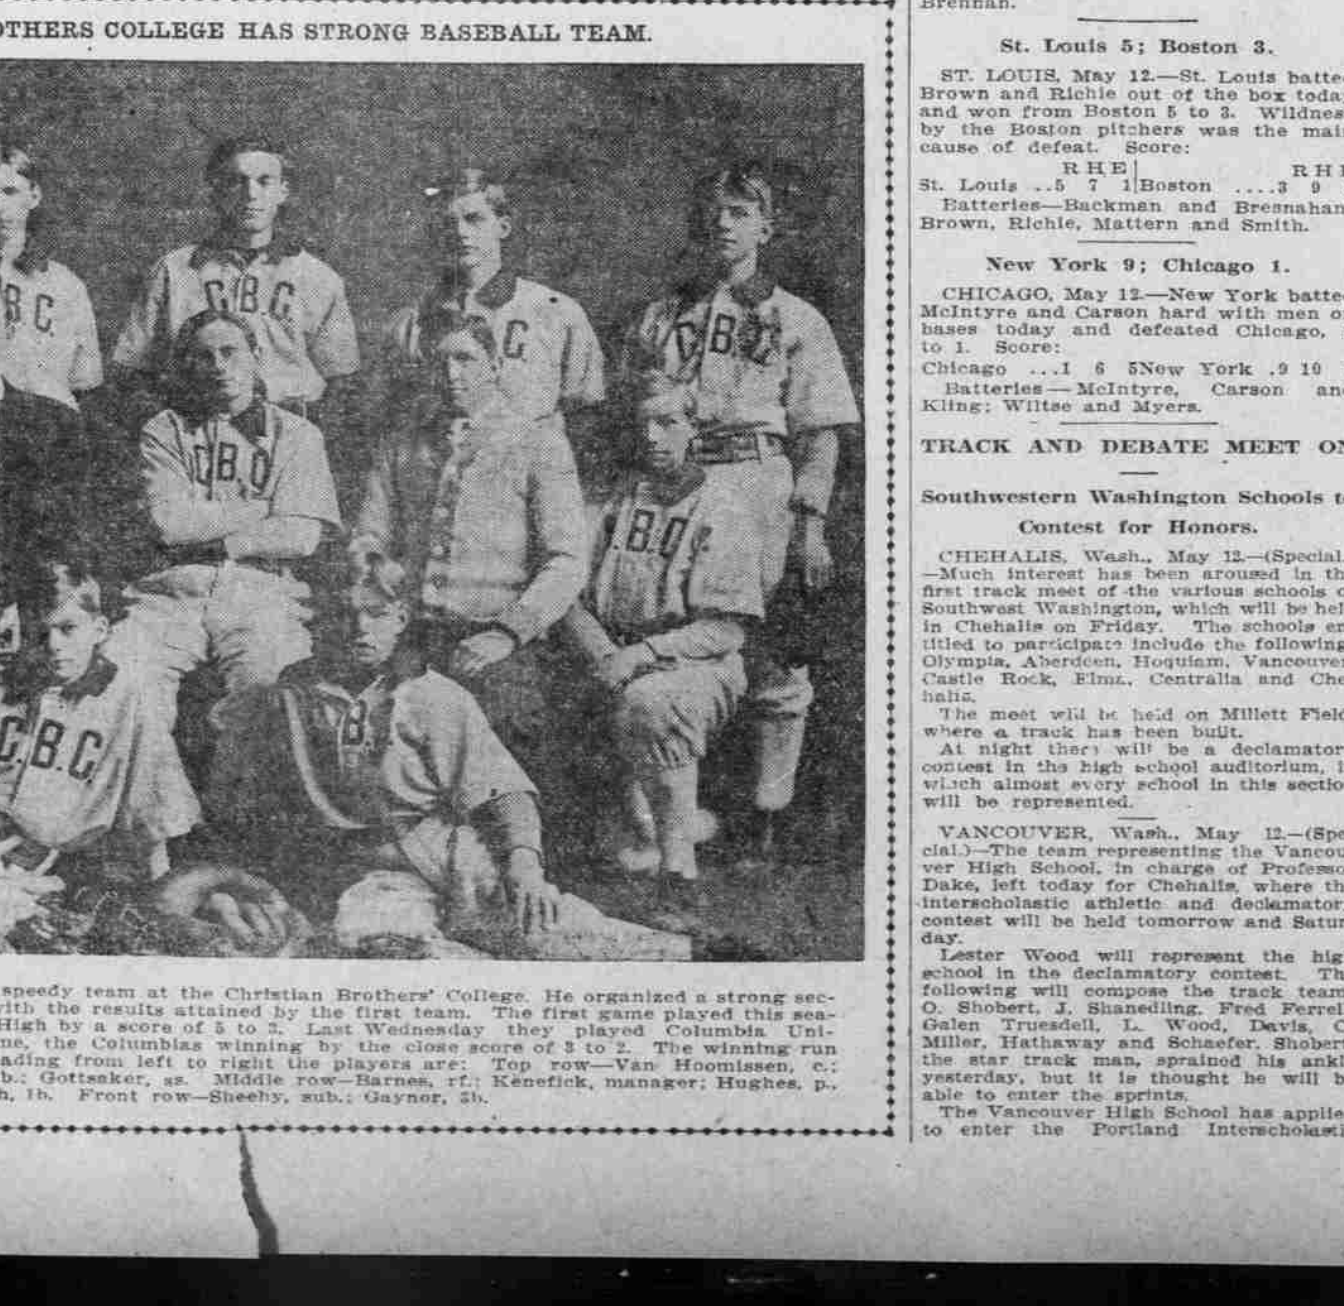 OTHERS COLLEGE HAS STRONG BASEBALL TEAM.
BC.
C.B.C.
C.
C.B.C.
C.B.C.
.B.C.
C.
B.C.
B.
speedy team at the Christian Brothers' College. He organized a strong sec-
with the results attained by the first team. The first game played this sea-
High by a score of 5 to 3. Last Wednesday they played Columbia Uni-
ne, the Columbias winning by the close score of 3 to 2. The winning run
ading from left to right the players are: Top row—Van Hoomissen, c.;
b.; Gottsaker, ss. Middle row—Barnes, rf.; Kenefick, manager; Hughes, p.,
h, 1b. Front row—Sheehy, sub.; Gaynor, 3b.
Brennan.
St. Louis 5; Boston 3.
ST. LOUIS, May 12.—St. Louis batte
Brown and Richie out of the box toda
and won from Boston 5 to 3. Wildnes
by the Boston pitchers was the mai
cause of defeat. Score:
R H E R H
St. Louis ..5 7 1 Boston ....3 9
Batteries—Backman and Bresnahan
Brown, Richie, Mattern and Smith.
New York 9; Chicago 1.
CHICAGO, May 12.—New York batte
McIntyre and Carson hard with men o
bases today and defeated Chicago,
to 1. Score:
Chicago ...1 6 5New York .9 10
Batteries—McIntyre, Carson an
Kling; Wiltse and Myers.
TRACK AND DEBATE MEET ON
Southwestern Washington Schools t
Contest for Honors.
CHEHALIS, Wash., May 12.—(Special.
—Much interest has been aroused in th
first track meet of the various schools o
Southwest Washington, which will be hel
in Chehalis on Friday. The schools en
titled to participate include the following
Olympia, Aberdeen, Hoquiam, Vancouver
Castle Rock, Elma, Centralia and Che
halis.
The meet will be held on Millett Field
where a track has been built.
At night there will be a declamator
contest in the high school auditorium, i
which almost every school in this sectio
will be represented.
VANCOUVER, Wash., May 12.—(Spe
cial.)—The team representing the Vancou
ver High School, in charge of Professo
Dake, left today for Chehalis, where th
interscholastic athletic and declamator
contest will be held tomorrow and Satur
day.
Lester Wood will represent the hig
school in the declamatory contest. Th
following will compose the track team
O. Shobert, J. Shanedling, Fred Ferrel
Galen Truesdell, L. Wood, Davis,
Miller, Hathaway and Schaefer. Shobert
the star track man, sprained his ankl
yesterday, but it is thought he will b
able to enter the sprints.
The Vancouver High School has applie
to enter the Portland Interscholasti